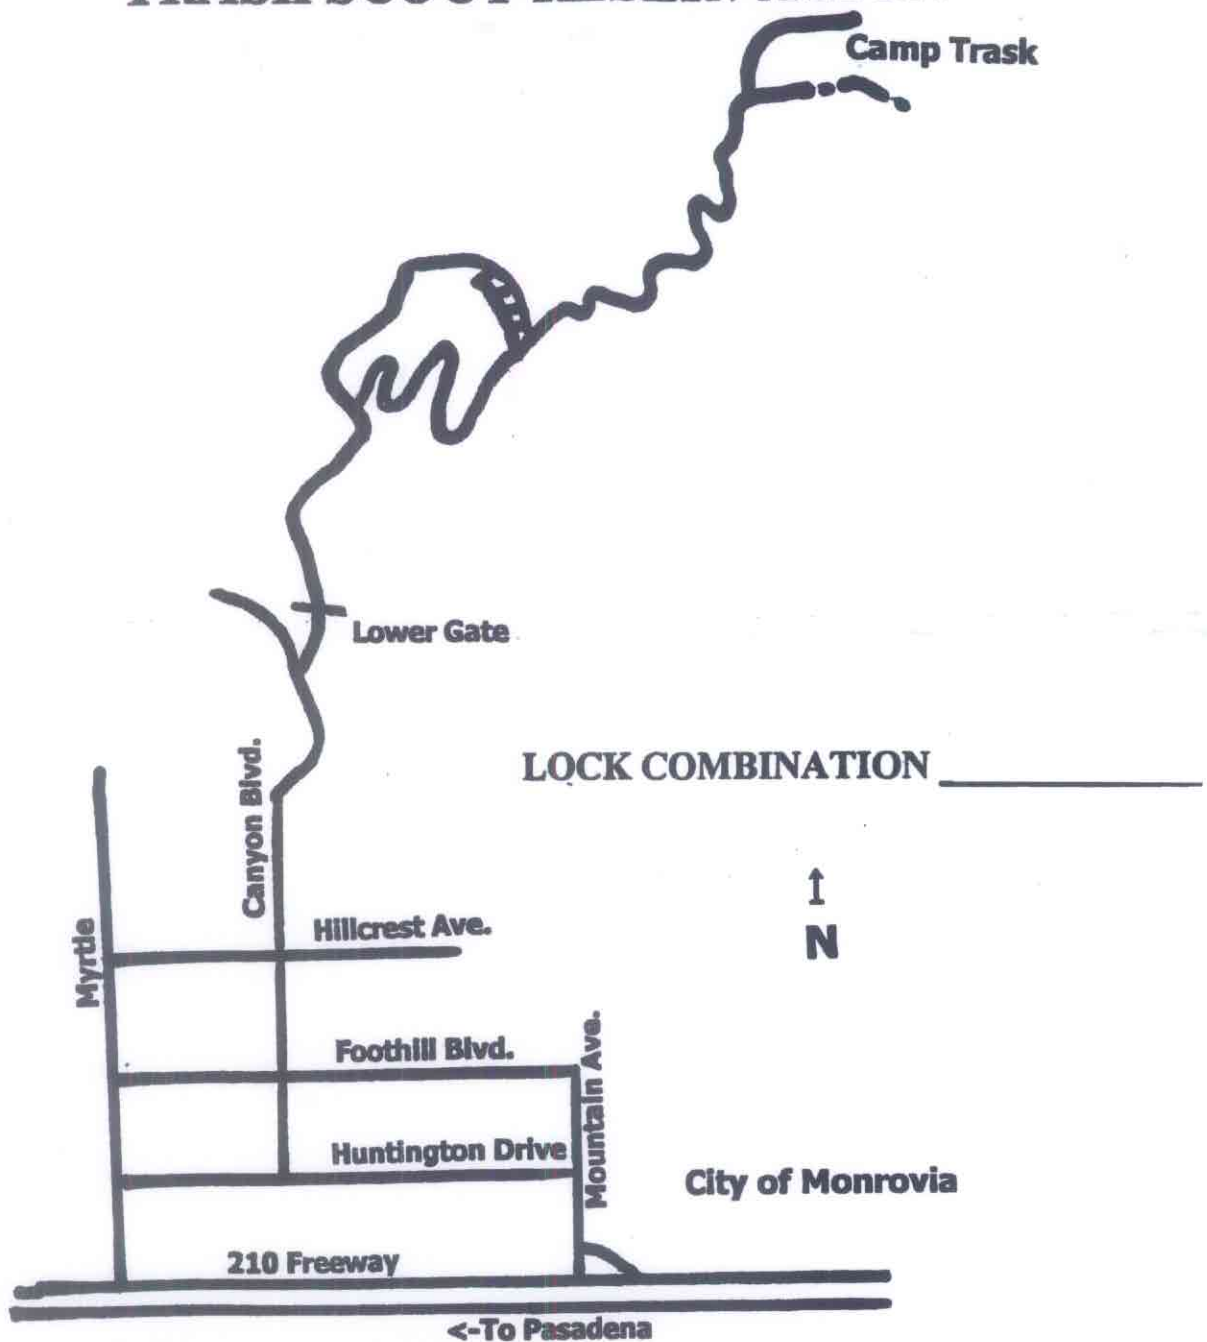 Camp Trask
Lower Gate
LOCK COMBINATION
Canyon Blvd.
Myrtle
Hillcrest Ave.
N
Foothill Blvd.
Mountain Ave.
Huntington Drive
City of Monrovia
210 Freeway
<-To Pasadena